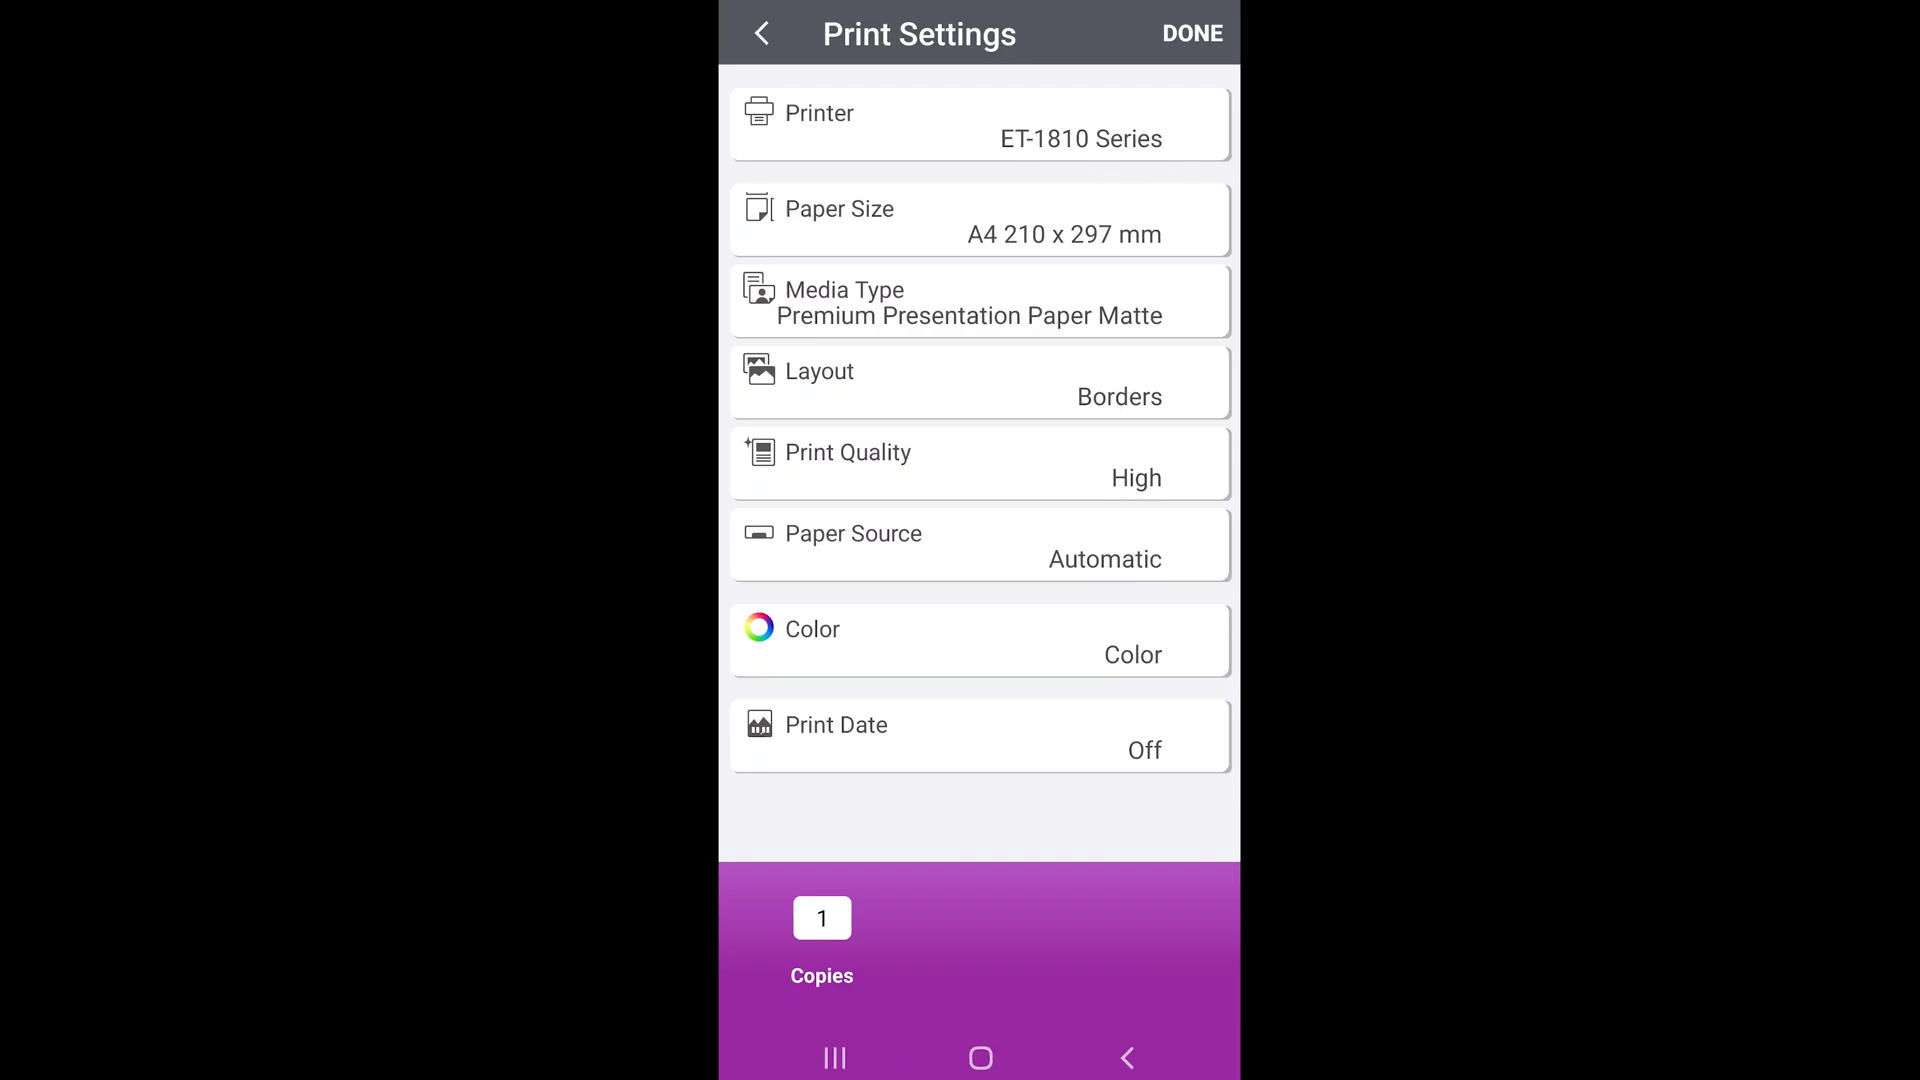 Print Settings
DONE
Printer
ET-1810 Series
Paper Size
A4 210 x 297 mm
Media Type
Premium Presentation Paper Matte
Layout
Borders
Print Quality
High
Paper Source
Automatic
Color
Color
Print Date
Off
1
Copies